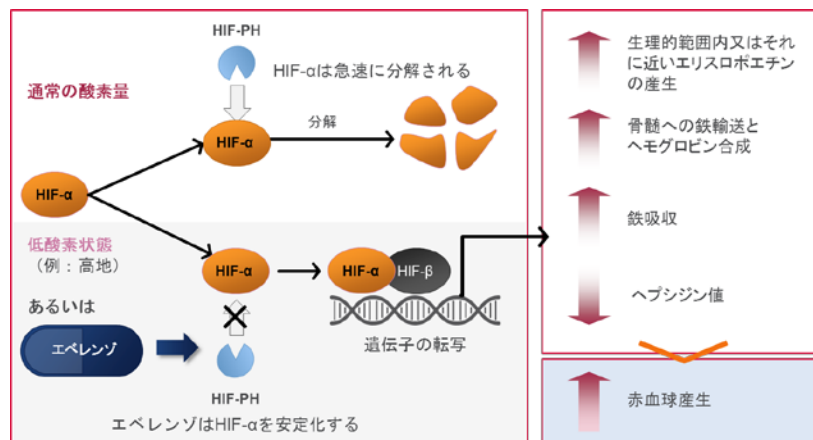 HIF-PH
HIF-αは急速に分解される
通常の酸素量
HIF-α
分解
HIF-α
低酸素状態
（例：高地）
HIF-α
HIF-α
HIF-β
あるいは
エベレンゾ
遺伝子の転写
HIF-PH
エベレンゾはHIF-αを安定化する
生理的範囲内又はそれ
に近いエリスロポエチン
の産生
骨髄への鉄輸送と
ヘモグロビン合成
鉄吸収
ヘプシジン値
赤血球産生